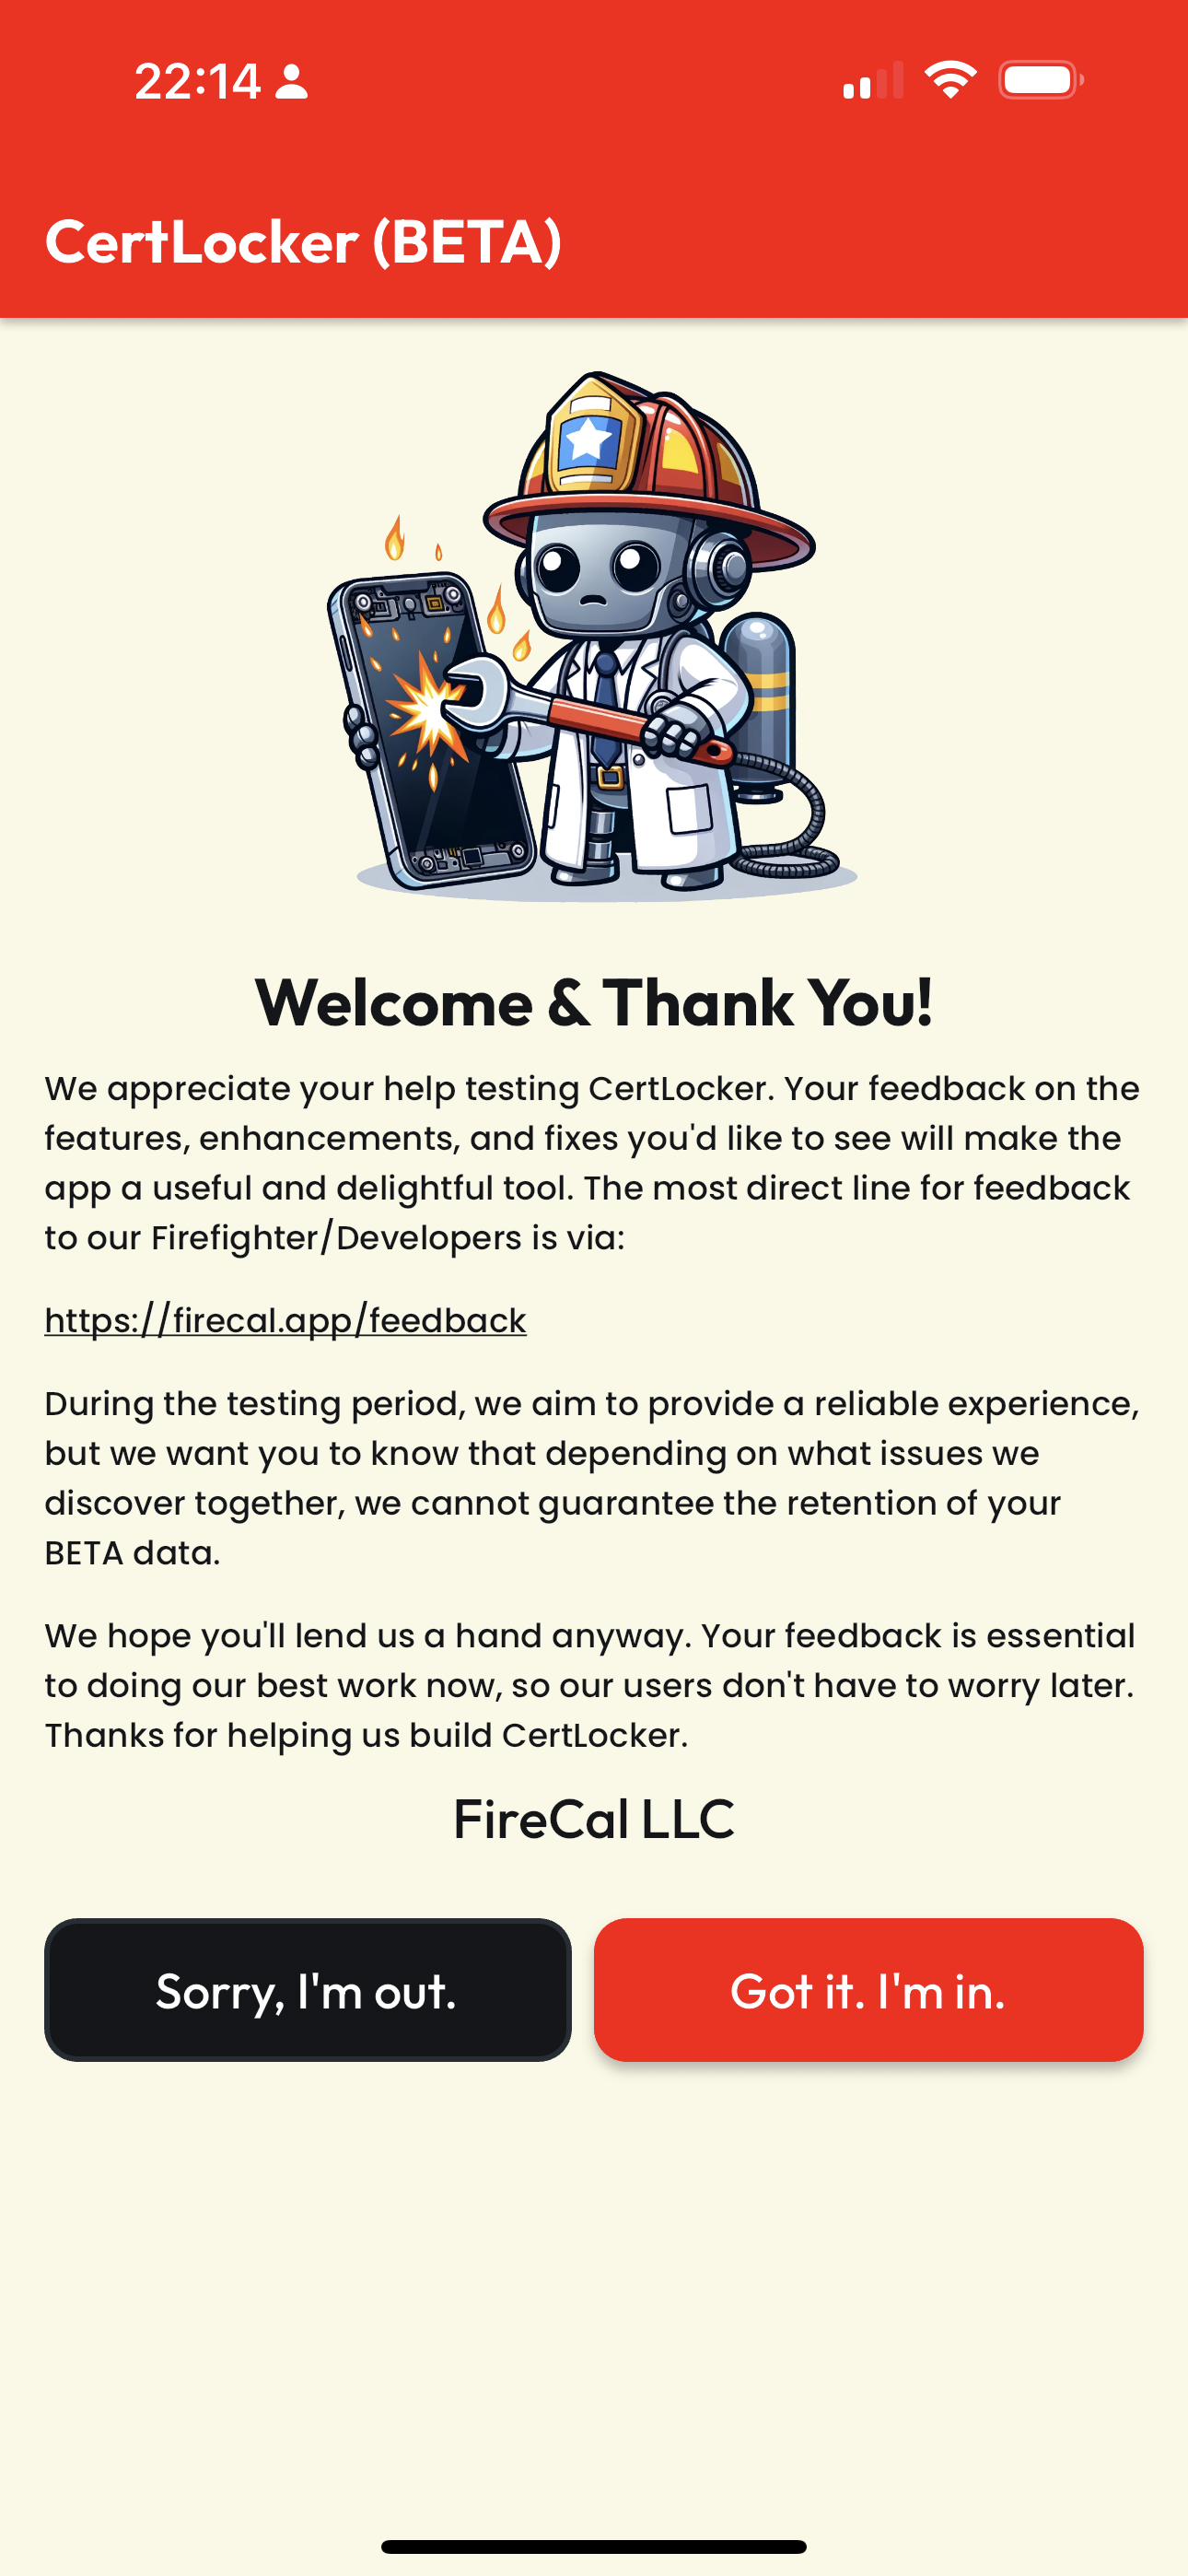 22:14
CertLocker (BETA)
Welcome & Thank You!
We appreciate your help testing CertLocker. Your feedback on the
features, enhancements, and fixes you'd like to see will make the
app a useful and delightful tool. The most direct line for feedback
to our Firefighter/Developers is via:
https://firecal.app/feedback
During the testing period, we aim to provide a reliable experience,
but we want you to know that depending on what issues we
discover together, we cannot guarantee the retention of your
BETA data.
We hope you'll lend us a hand anyway. Your feedback is essential
to doing our best work now, so our users don't have to worry later.
Thanks for helping us build CertLocker.
FireCal LLC
Sorry, I'm out.
Got it. I'm in.